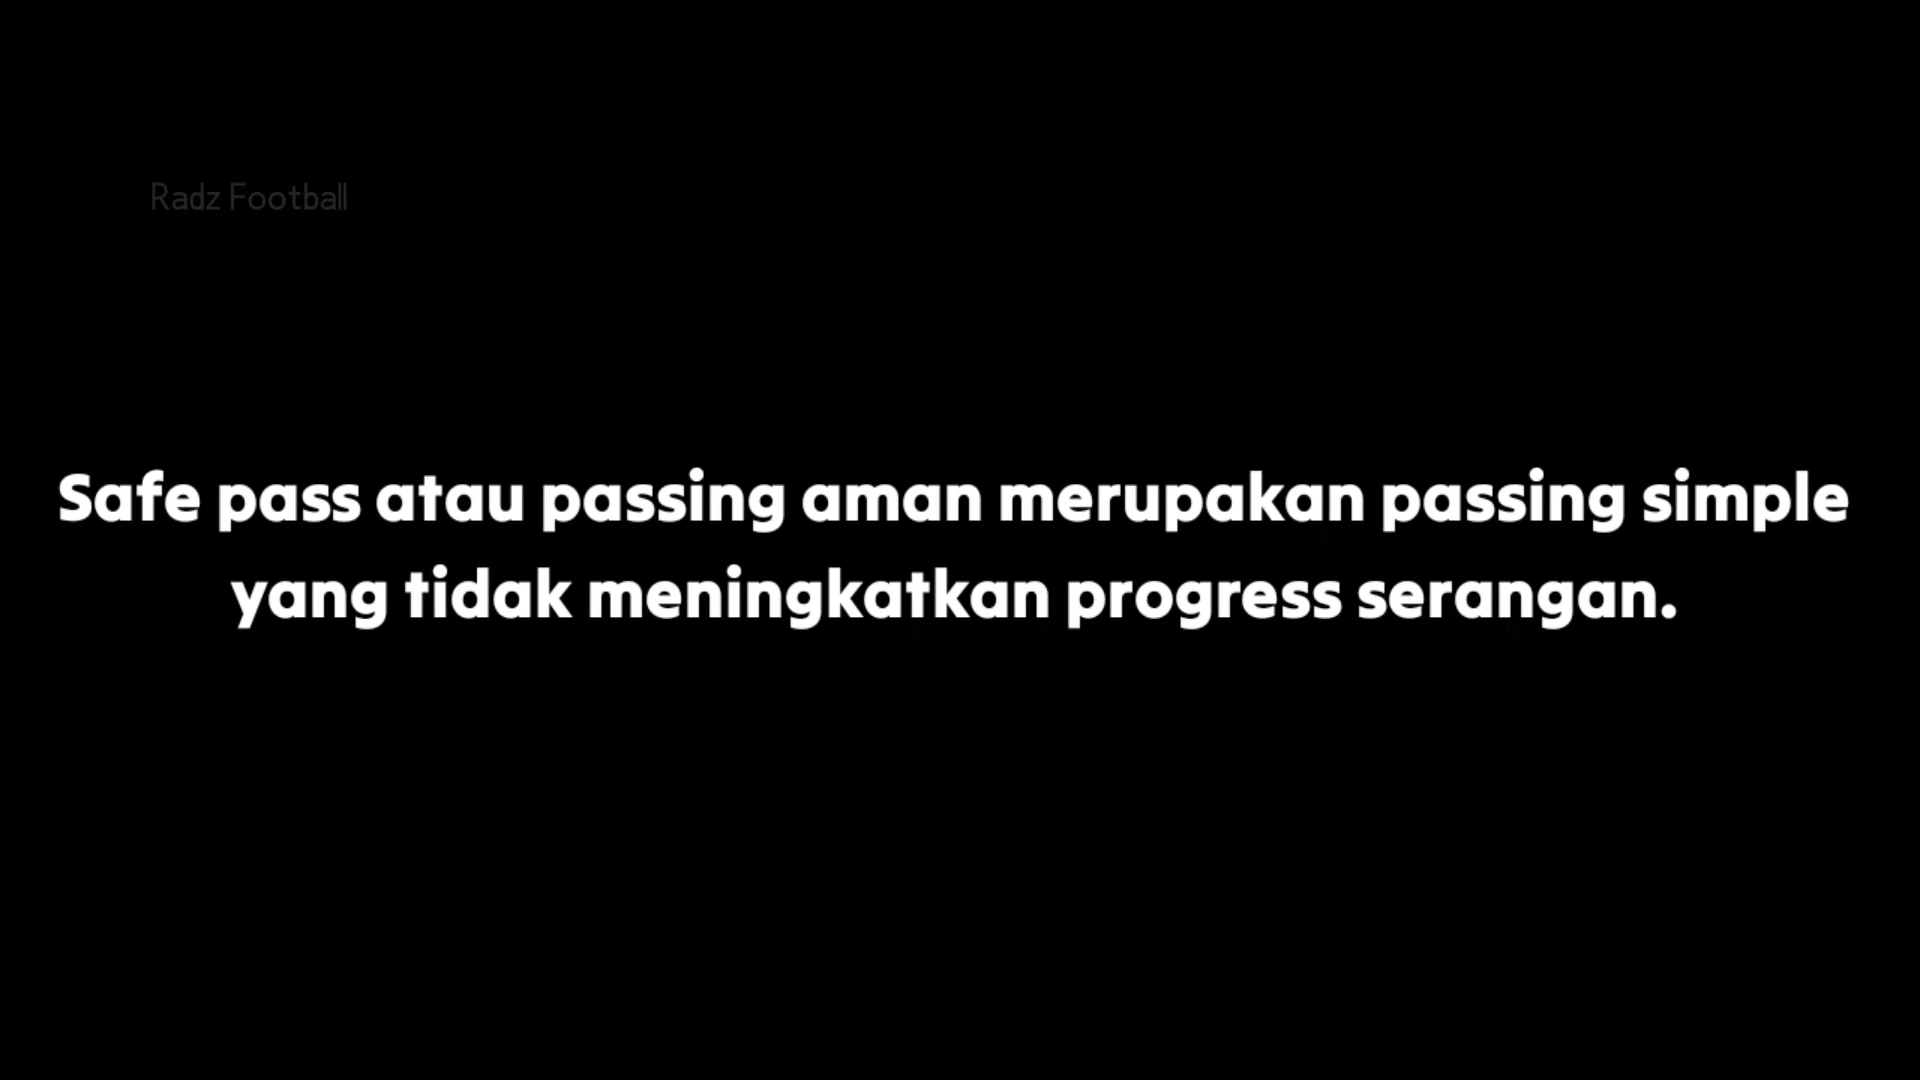 Radz Football
Safe pass atau passing aman merupakan passing simple
yang tidak meningkatkan progress serangan.